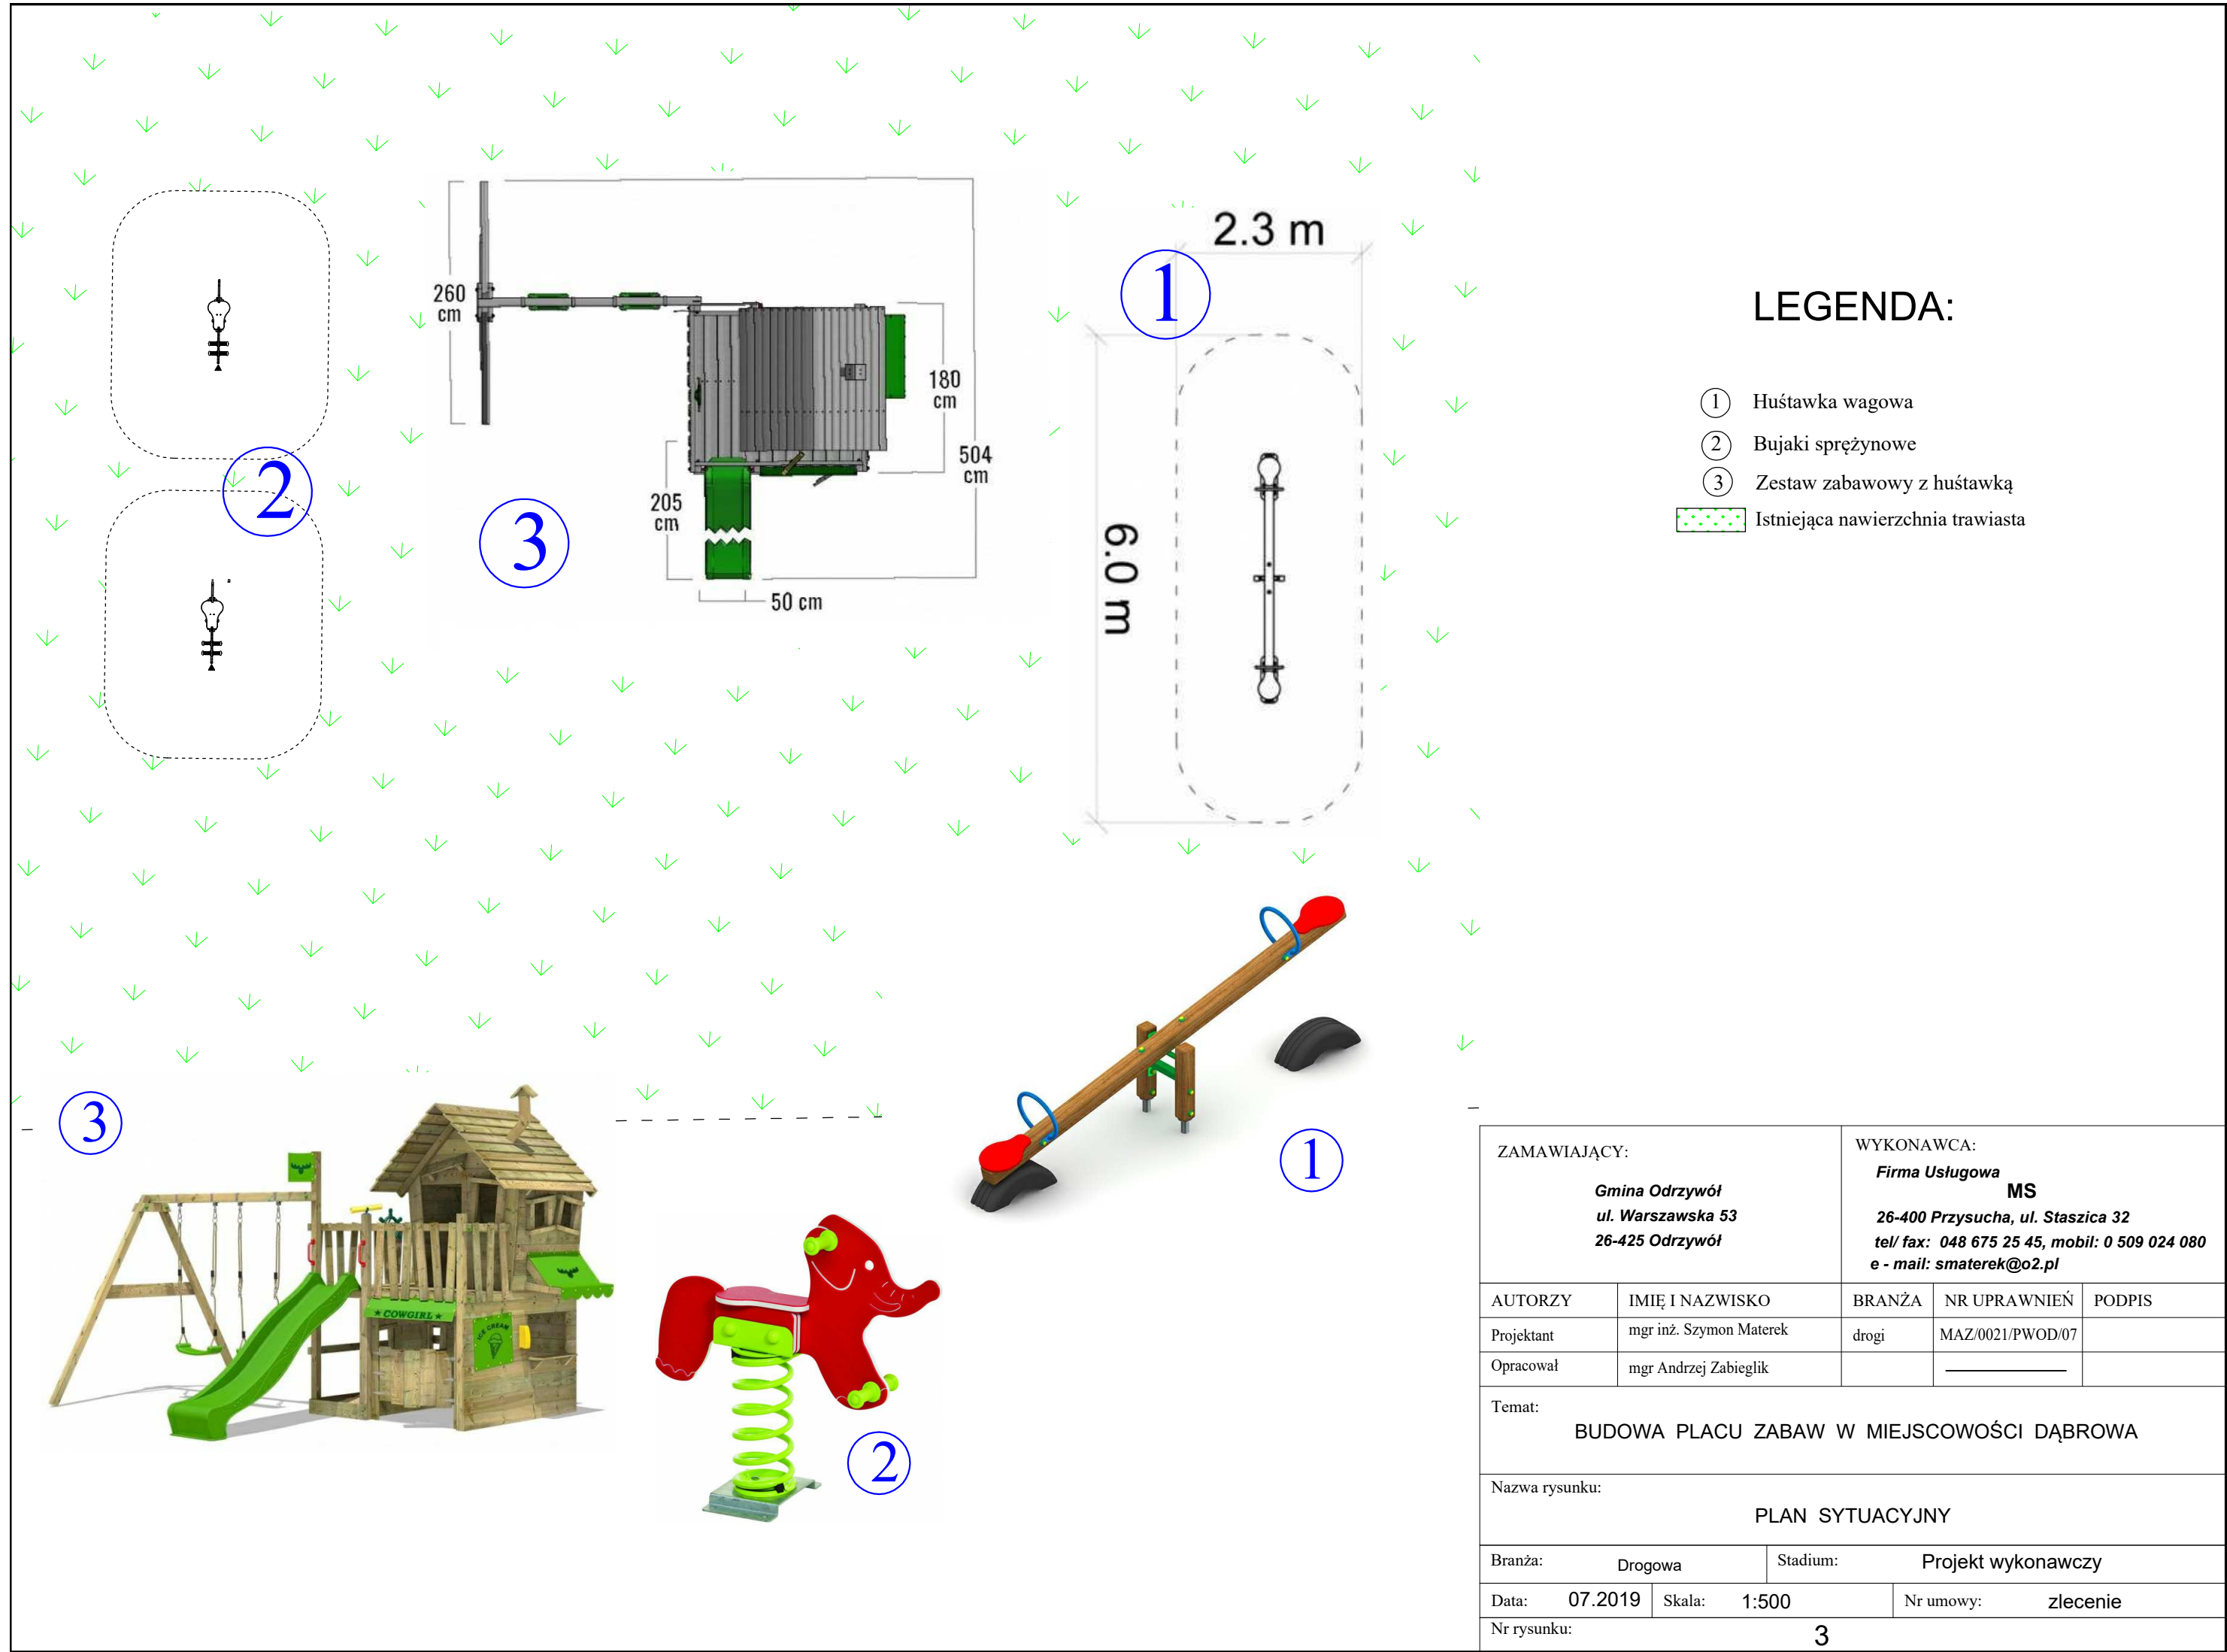 2.3 m
1
260
cm
180
cm
504
cm
2
205
cm
3
6.0 m
50 cm
LEGENDA:
1 Huśtawka wagowa
2 Bujaki sprężynowe
3 Zestaw zabawowy z huśtawką
Istniejąca nawierzchnia trawiasta
3
★ COWGIRL ★
ICE CREAM
1
2
ZAMAWIAJĄCY:
Gmina Odrzywół
ul. Warszawska 53
26-425 Odrzywół
WYKONAWCA:
Firma Usługowa
MS
26-400 Przysucha, ul. Staszica 32
tel/ fax: 048 675 25 45, mobil: 0 509 024 080
e - mail: smaterek@o2.pl
AUTORZY IMIĘ I NAZWISKO BRANŻA NR UPRAWNIEŃ PODPIS
Projektant mgr inż. Szymon Materek drogi MAZ/0021/PWOD/07
Opracował mgr Andrzej Zabieglik
Temat:
BUDOWA PLACU ZABAW W MIEJSCOWOŚCI DĄBROWA
Nazwa rysunku:
PLAN SYTUACYJNY
Branża: Drogowa Stadium: Projekt wykonawczy
Data: 07.2019 Skala: 1:500 Nr umowy: zlecenie
Nr rysunku: 3